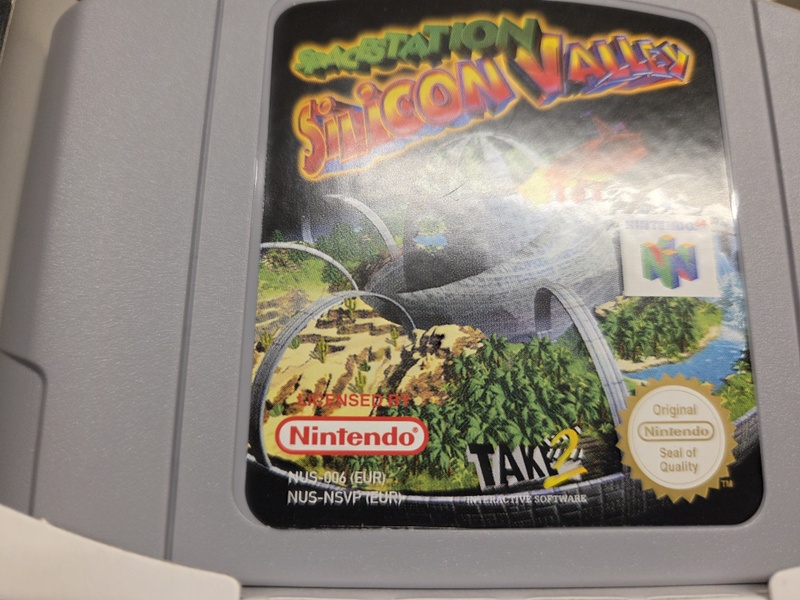 SPACESTATION
SILICON VALLEY
NINTENDO 64
LICENSED BY
Nintendo®
NUS-006 (EUR)
NUS-NSVP (EUR)
TAKE 2
INTERACTIVE SOFTWARE
Original
Nintendo
Seal of
Quality
TM